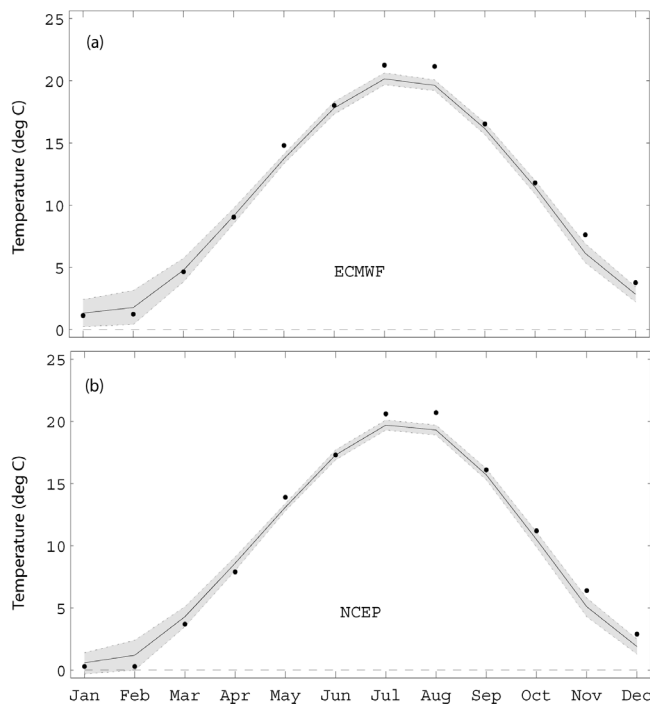 25
(a)
20
15
10
5
0
Temperature (deg C)
ECMWF
25
(b)
20
15
10
5
0
Temperature (deg C)
NCEP
Jan Feb Mar Apr May Jun Jul Aug Sep Oct Nov Dec